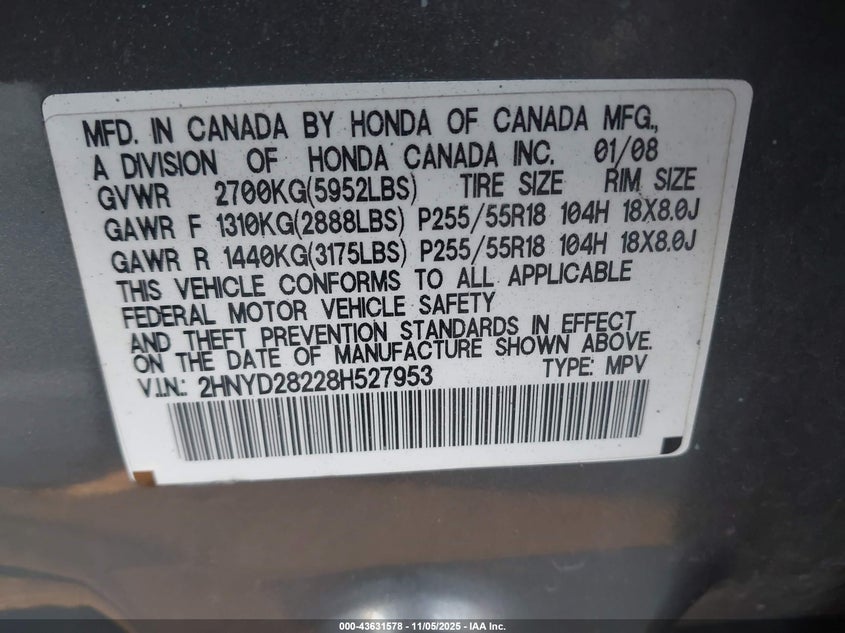 MFD. IN CANADA BY HONDA OF CANADA MFG.,
A DIVISION OF HONDA CANADA INC. 01/08
GVWR 2700KG(5952LBS) TIRE SIZE RIM SIZE
GAWR F 1310KG(2888LBS) P255/55R18 104H 18X8.0J
GAWR R 1440KG(3175LBS) P255/55R18 104H 18X8.0J
THIS VEHICLE CONFORMS TO ALL APPLICABLE
FEDERAL MOTOR VEHICLE SAFETY
AND THEFT PREVENTION STANDARDS IN EFFECT
ON THE DATE OF MANUFACTURE SHOWN ABOVE.
V.I.N: 2HNYD28228H527953 TYPE: MPV
000-43631578 - 11/05/2025 - IAA Inc.